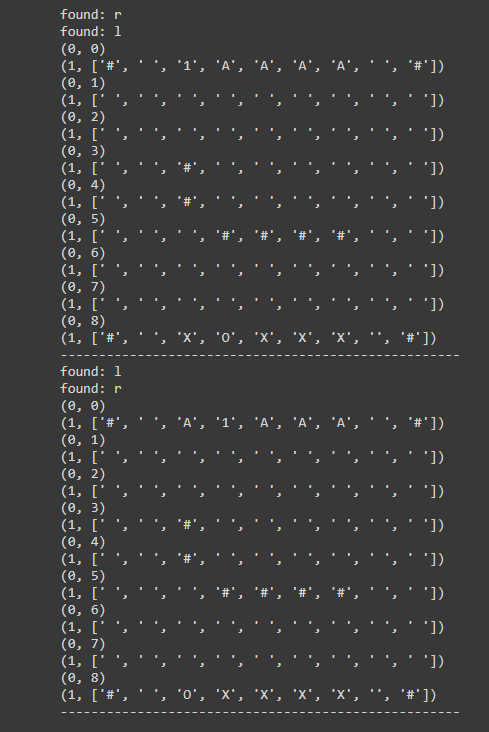 found: r
found: l
(0, 0)
(1, ['#', ' ', '1', 'A', 'A', 'A', 'A', ' ', '#'])
(0, 1)
(1, [' ', ' ', ' ', ' ', ' ', ' ', ' ', ' ', ' '])
(0, 2)
(1, [' ', ' ', ' ', ' ', ' ', ' ', ' ', ' ', ' '])
(0, 3)
(1, [' ', ' ', '#', ' ', ' ', ' ', ' ', ' ', ' '])
(0, 4)
(1, [' ', ' ', '#', ' ', ' ', ' ', ' ', ' ', ' '])
(0, 5)
(1, [' ', ' ', ' ', '#', '#', '#', '#', ' ', ' '])
(0, 6)
(1, [' ', ' ', ' ', ' ', ' ', ' ', ' ', ' ', ' '])
(0, 7)
(1, [' ', ' ', ' ', ' ', ' ', ' ', ' ', ' ', ' '])
(0, 8)
(1, ['#', ' ', 'X', 'O', 'X', 'X', 'X', '', '#'])
----------------------------------------------------
found: l
found: r
(0, 0)
(1, ['#', ' ', 'A', '1', 'A', 'A', 'A', ' ', '#'])
(0, 1)
(1, [' ', ' ', ' ', ' ', ' ', ' ', ' ', ' ', ' '])
(0, 2)
(1, [' ', ' ', ' ', ' ', ' ', ' ', ' ', ' ', ' '])
(0, 3)
(1, [' ', ' ', '#', ' ', ' ', ' ', ' ', ' ', ' '])
(0, 4)
(1, [' ', ' ', '#', ' ', ' ', ' ', ' ', ' ', ' '])
(0, 5)
(1, [' ', ' ', ' ', '#', '#', '#', '#', ' ', ' '])
(0, 6)
(1, [' ', ' ', ' ', ' ', ' ', ' ', ' ', ' ', ' '])
(0, 7)
(1, [' ', ' ', ' ', ' ', ' ', ' ', ' ', ' ', ' '])
(0, 8)
(1, ['#', ' ', 'O', 'X', 'X', 'X', 'X', '', '#'])
----------------------------------------------------